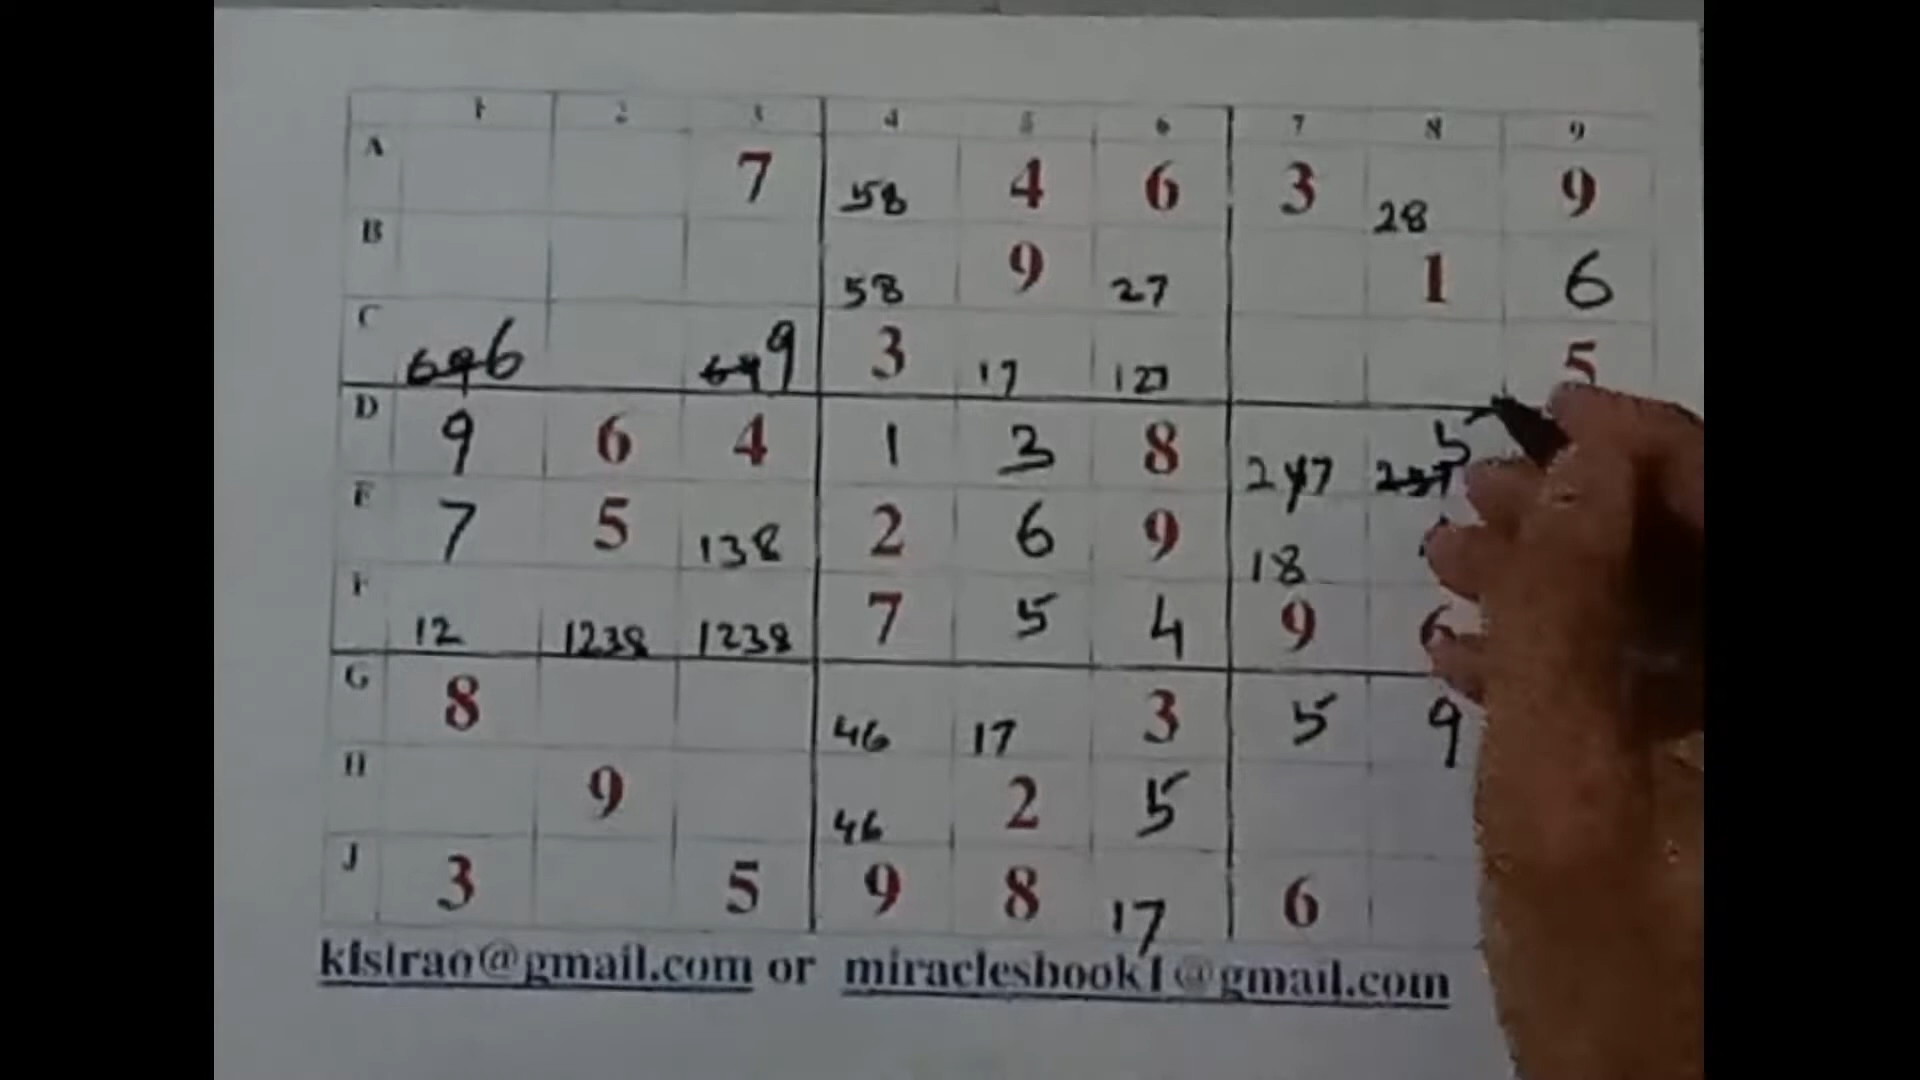 1 2 3 4 5 6 7 8 9
A 7 58 4 6 3 28 9
B 58 9 27 1 6
C 6 9 3 17 127 5
D 9 6 4 1 3 8 247 257 5
E 7 5 138 2 6 9 18
F 12 1238 1238 7 5 4 9 6
G 8 46 17 3 5 9
H 9 46 2 5
J 3 5 9 8 17 6
kistrao@gmail.com or miraclesbook1@gmail.com